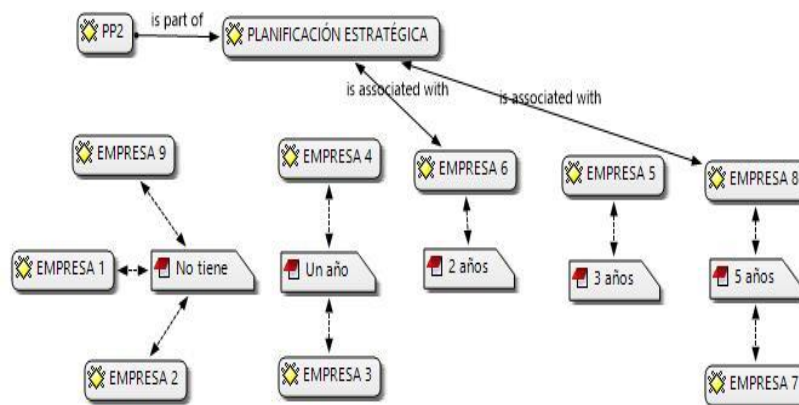 is part of
PP2
PLANIFICACIÓN ESTRATÉGICA
is associated with
is associated with
EMPRESA 9
EMPRESA 4
EMPRESA 6
EMPRESA 5
EMPRESA 8
EMPRESA 1
No tiene
Un año
2 años
3 años
5 años
EMPRESA 2
EMPRESA 3
EMPRESA 7